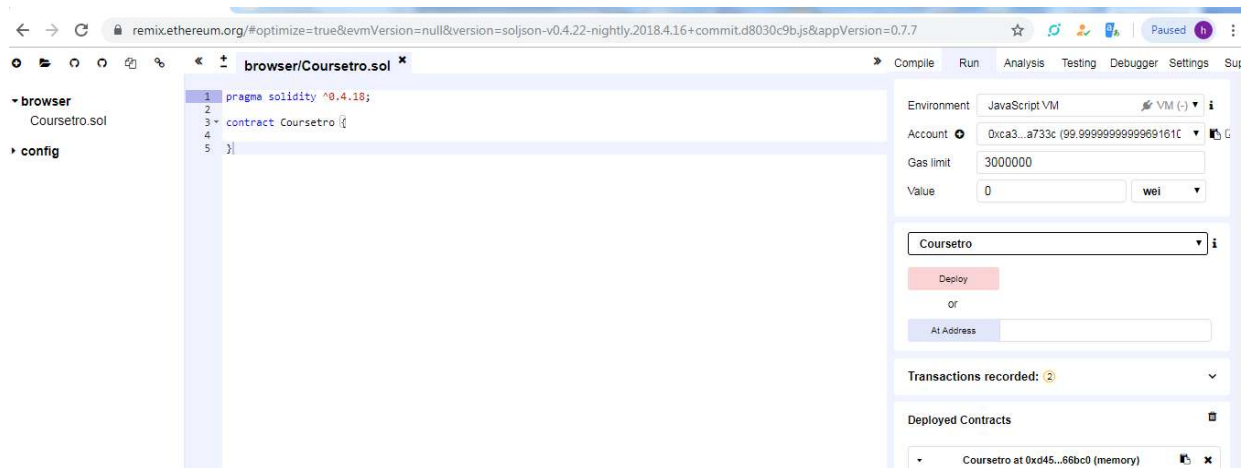 remix.ethereum.org/#optimize=true&evmVersion=null&version=soljson-v0.4.22-nightly.2018.4.16+commit.d8030c9b.js&appVersion=0.7.7
Paused h
browser/Coursetro.sol ×
Compile Run Analysis Testing Debugger Settings Sup
browser
Coursetro.sol
config
1 pragma solidity ^0.4.18;
2
3 contract Coursetro {
4
5 }
Environment JavaScript VM VM (-) i
Account 0xca3...a733c (99.9999999999969161
Gas limit 3000000
Value 0 wei
Coursetro i
Deploy
or
At Address
Transactions recorded: 2
Deployed Contracts
Coursetro at 0xd45...66bc0 (memory)